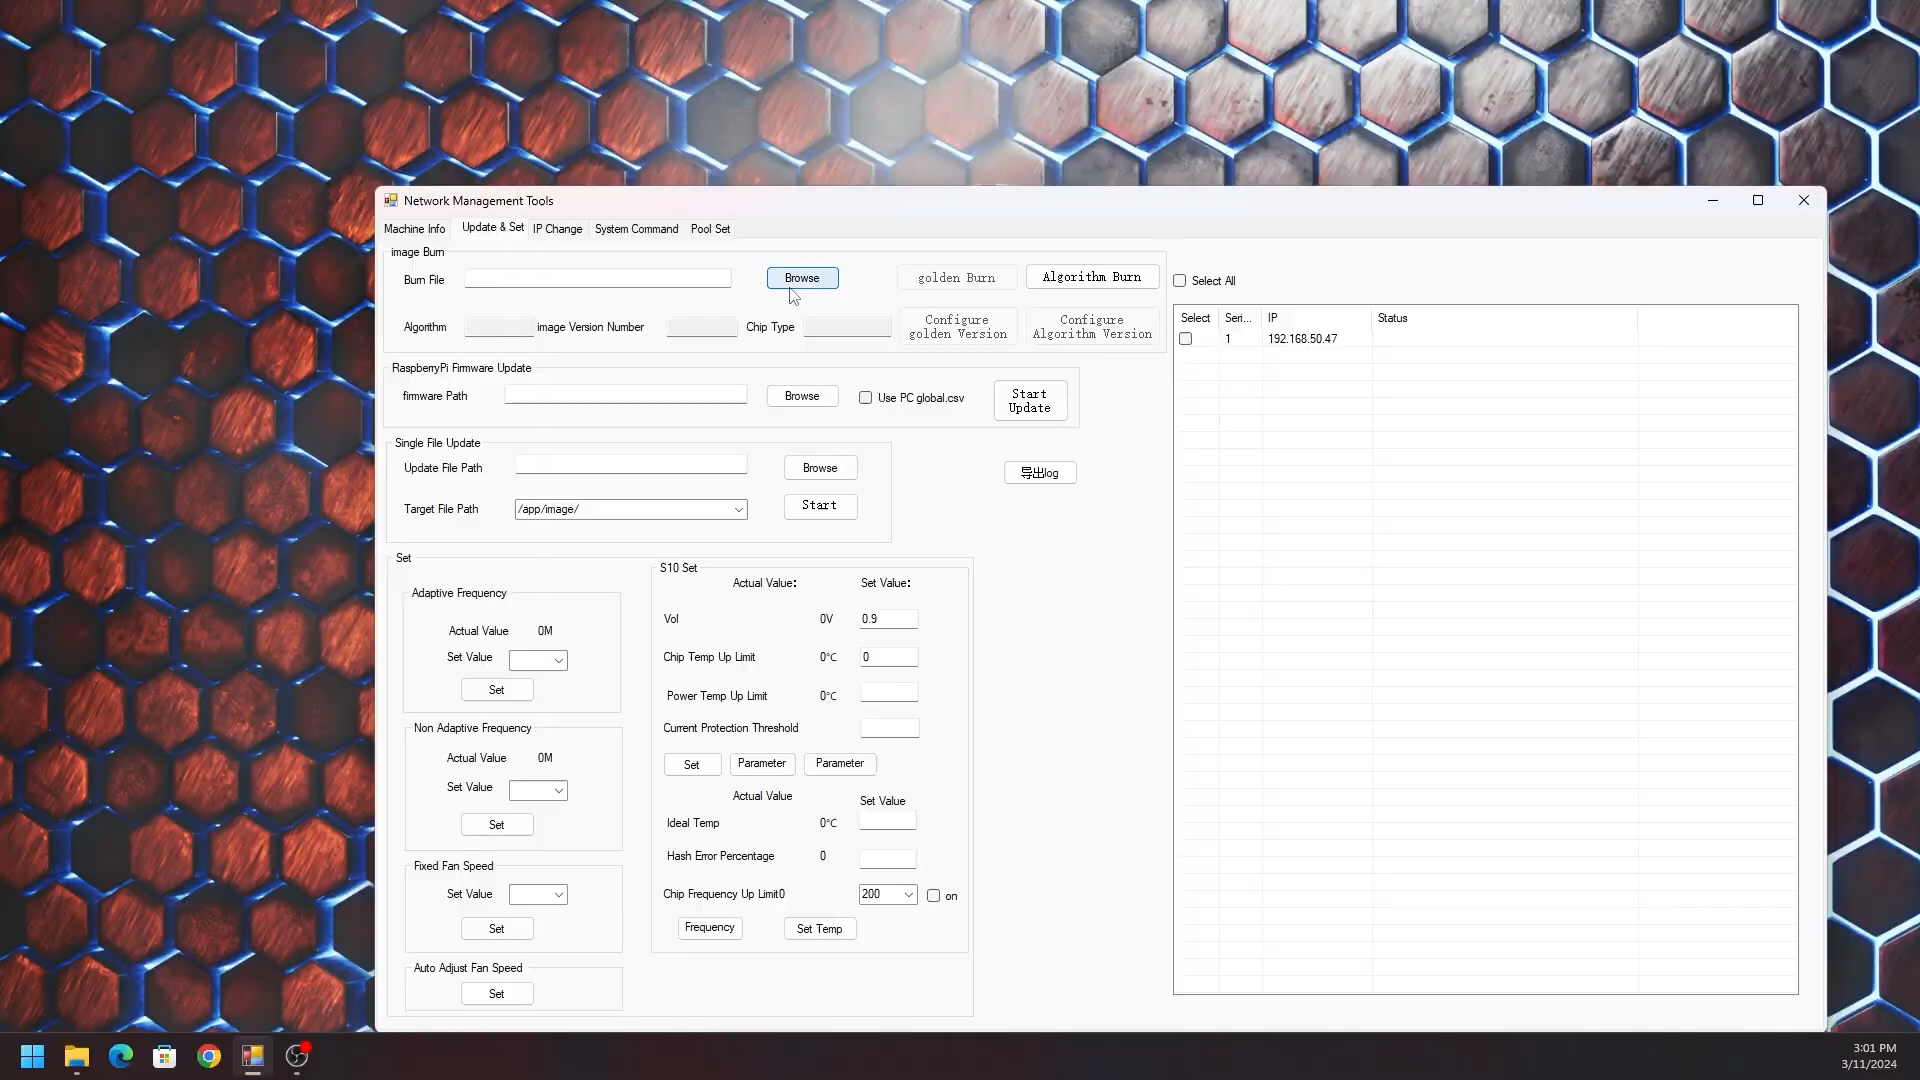 Network Management Tools
Machine Info Update & Set IP Change System Command Pool Set
image Burn
Burn File Browse golden Burn Algorithm Burn
Algorithm image Version Number Chip Type Configure golden Version Configure Algorithm Version
RaspberryPi Firmware Update
firmware Path Browse Use PC global.csv Start Update
Single File Update
Update File Path Browse 导出log
Target File Path /app/image/ Start
Set
Adaptive Frequency
Actual Value 0M
Set Value
Set
Non Adaptive Frequency
Actual Value 0M
Set Value
Set
Fixed Fan Speed
Set Value
Set
Auto Adjust Fan Speed
Set
S10 Set
Actual Value: Set Value:
Vol 0V 0.9
Chip Temp Up Limit 0℃ 0
Power Temp Up Limit 0℃
Current Protection Threshold
Set Parameter Parameter
Actual Value Set Value
Ideal Temp 0℃
Hash Error Percentage 0
Chip Frequency Up Limit0 200 on
Frequency Set Temp
Select All
Select Seri... IP Status
1 192.168.50.47
3:01 PM
3/11/2024